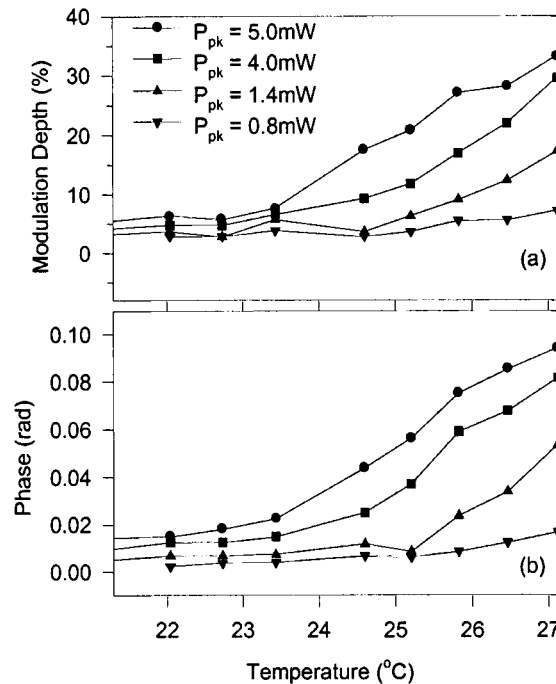 40
30
20
10
0
Modulation Depth (%)
P_pk = 5.0mW
P_pk = 4.0mW
P_pk = 1.4mW
P_pk = 0.8mW
(a)
0.10
0.08
0.06
0.04
0.02
0.00
Phase (rad)
(b)
22 23 24 25 26 27
Temperature (°C)